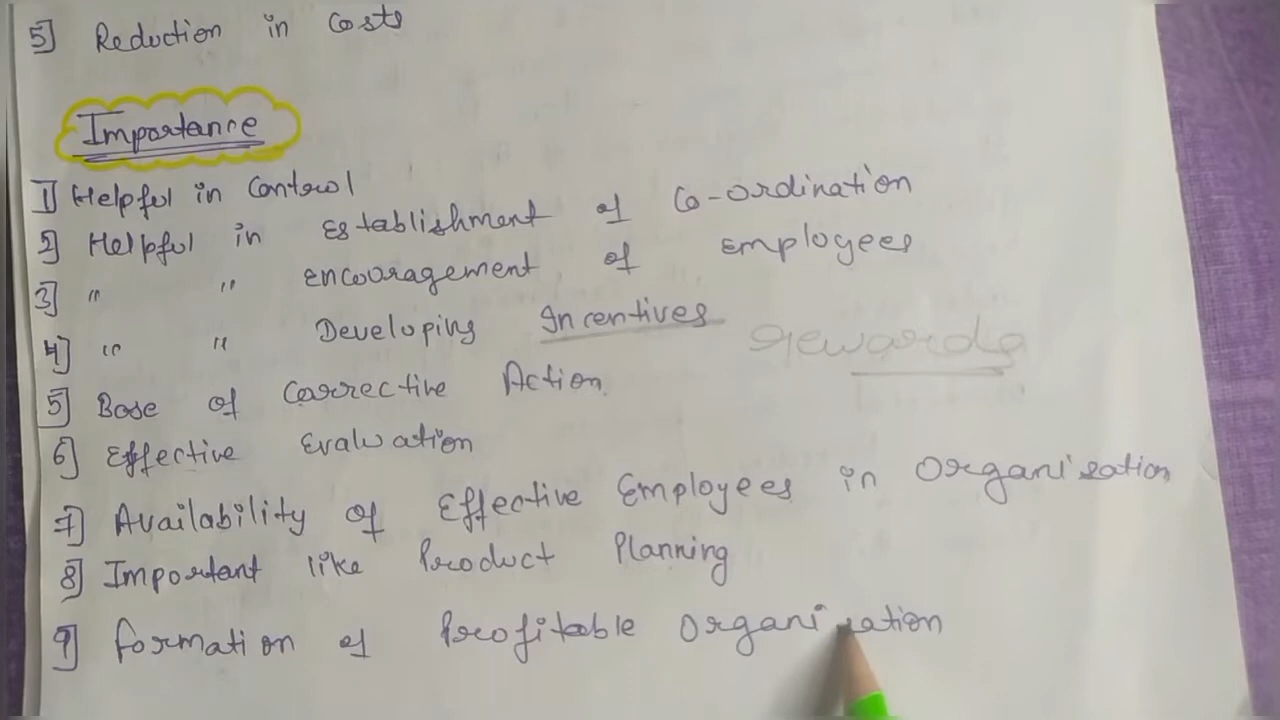 5] Reduction in Costs
Importance
1] Helpful in Control
2] Helpful in Establishment of Co-ordination
3] " " encouragement of Employees
4] " " Developing Incentives rewards
5] Base of Corrective Action
6] Effective Evaluation
7] Availability of Effective Employees in Organisation
8] Important like Product Planning
9] Formation of Profitable Organisation